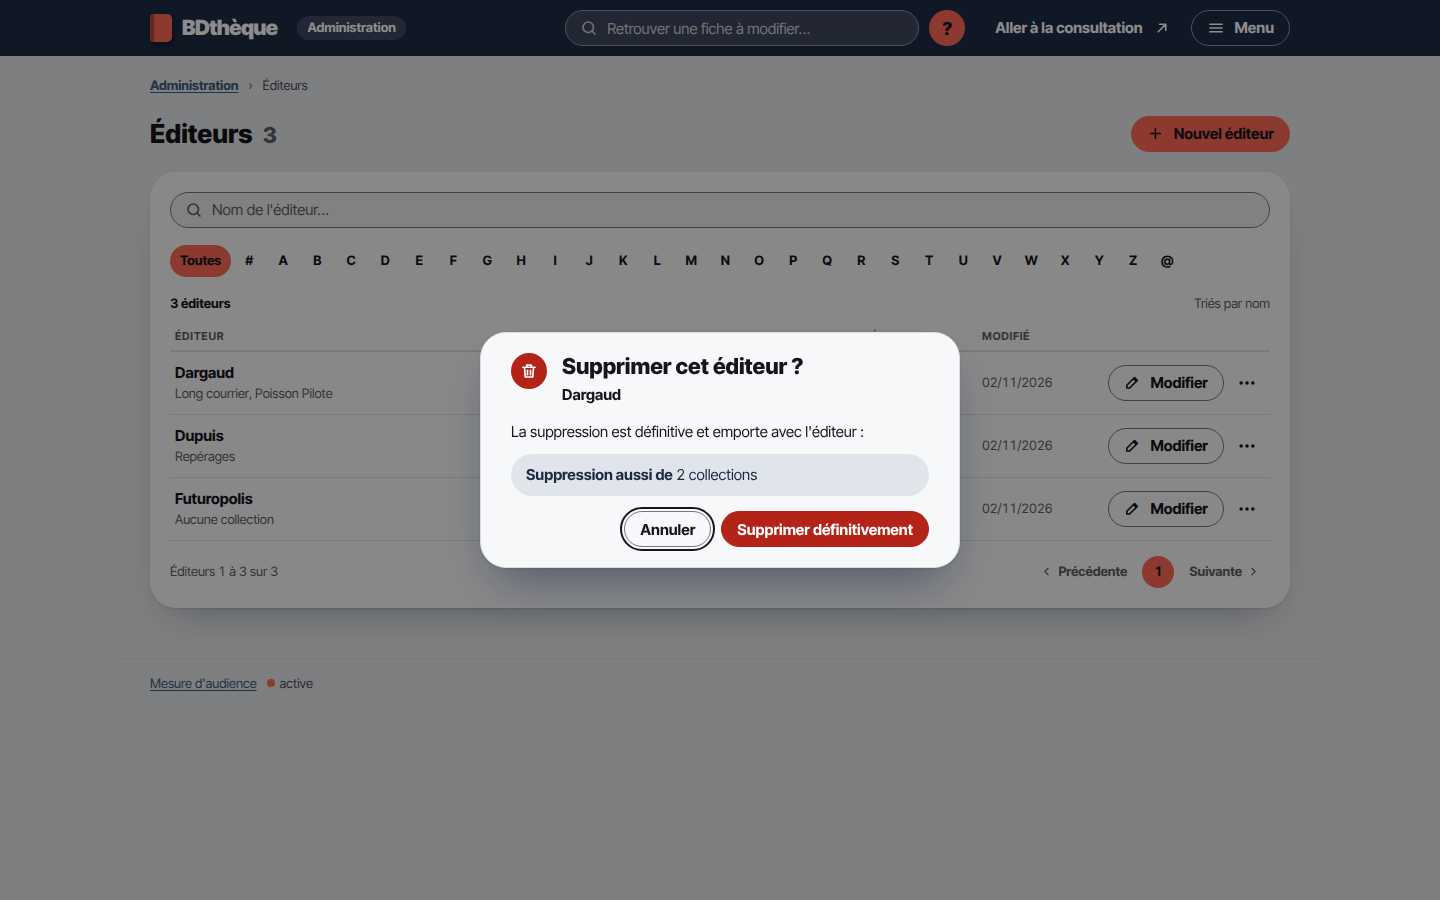 BDthèque Administration Retrouver une fiche à modifier... ? Aller à la consultation Menu
Administration › Éditeurs
Éditeurs 3 Nouvel éditeur
Nom de l'éditeur...
Toutes # A B C D E F G H I J K L M N O P Q R S T U V W X Y Z @
3 éditeurs Triés par nom
ÉDITEUR MODIFIÉ
Dargaud
Long courrier, Poisson Pilote
02/11/2026 Modifier
Dupuis
Repérages
02/11/2026 Modifier
Futuropolis
Aucune collection
02/11/2026 Modifier
Éditeurs 1 à 3 sur 3 Précédente 1 Suivante
Supprimer cet éditeur ?
Dargaud
La suppression est définitive et emporte avec l'éditeur :
Suppression aussi de 2 collections
Annuler Supprimer définitivement
Mesure d'audience active